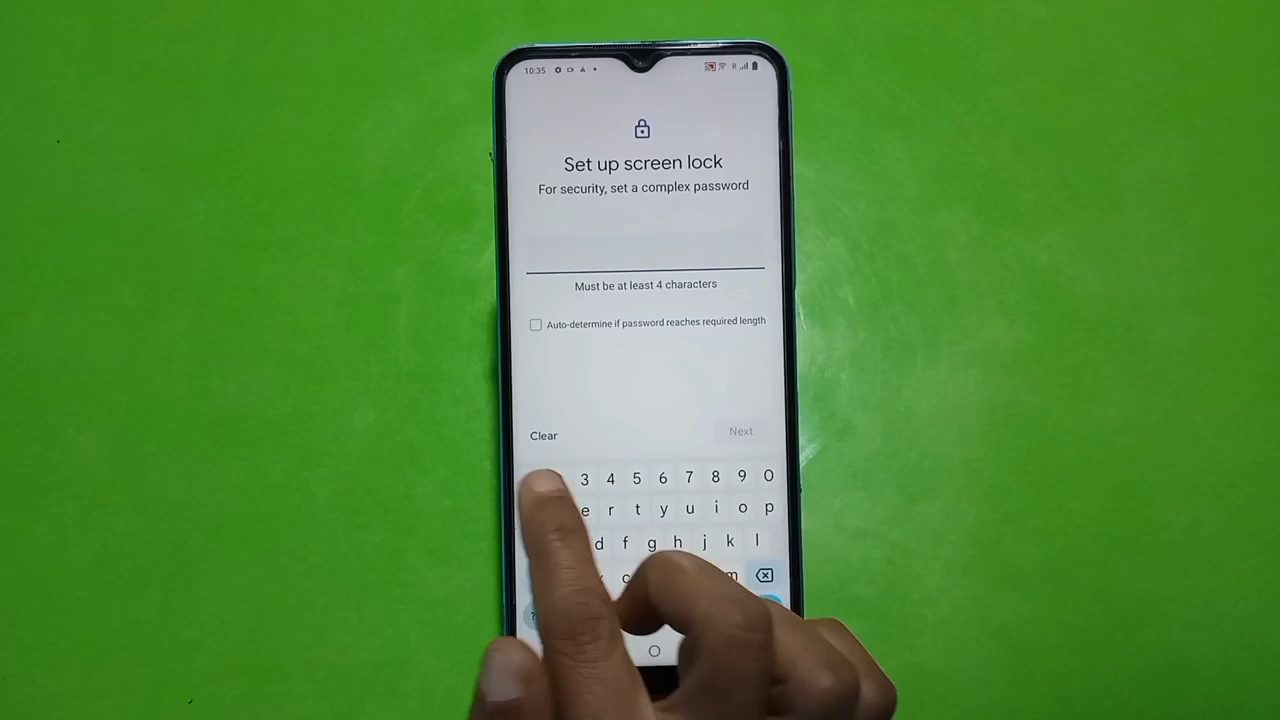 10:35 R
Set up screen lock
For security, set a complex password
Must be at least 4 characters
Auto-determine if password reaches required length
Clear Next
3 4 5 6 7 8 9 0
e r t y u i o p
d f g h j k l
c m
?